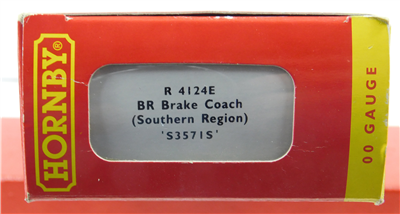 HORNBY®
R 4124E
BR Brake Coach
(Southern Region)
'S3571S'
00 GAUGE